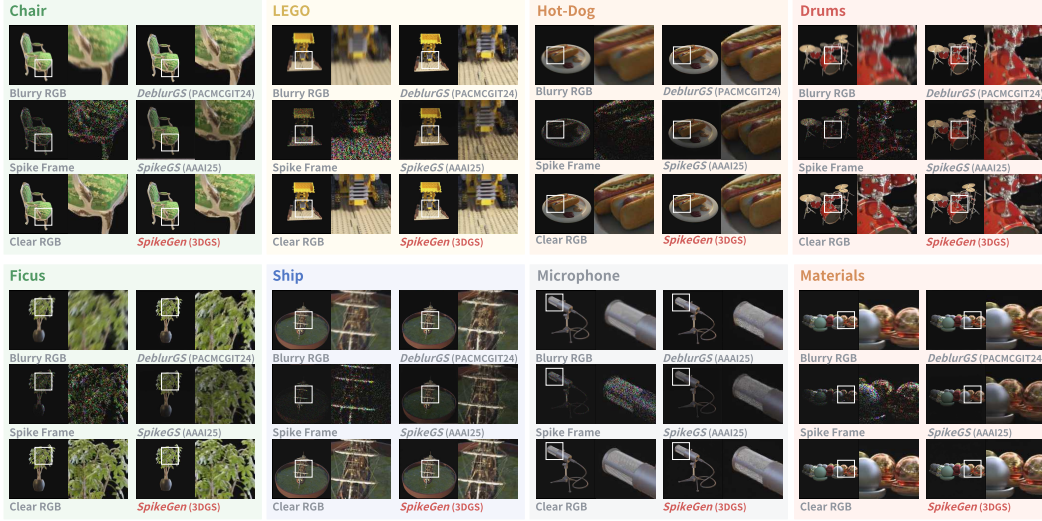 Chair LEGO Hot-Dog Drums
Blurry RGB DeblurGS (PACMCGIT24) Blurry RGB DeblurGS (PACMCGIT24) Blurry RGB DeblurGS (PACMCGIT24) Blurry RGB DeblurGS (PACMCGIT24)
Spike Frame SpikeGS (AAAI25) Spike Frame SpikeGS (AAAI25) Spike Frame SpikeGS (AAAI25) Spike Frame SpikeGS (AAAI25)
Clear RGB SpikeGen (3DGS) Clear RGB SpikeGen (3DGS) Clear RGB SpikeGen (3DGS) Clear RGB SpikeGen (3DGS)
Ficus Ship Microphone Materials
Blurry RGB DeblurGS (PACMCGIT24) Blurry RGB DeblurGS (PACMCGIT24) Blurry RGB DeblurGS (AAAI25) Blurry RGB DeblurGS (PACMCGIT24
Spike Frame SpikeGS (AAAI25) Spike Frame SpikeGS (AAAI25) Spike Frame SpikeGS (AAAI25) Spike Frame SpikeGS (AAAI25)
Clear RGB SpikeGen (3DGS) Clear RGB SpikeGen (3DGS) Clear RGB SpikeGen (3DGS) Clear RGB SpikeGen (3DGS)